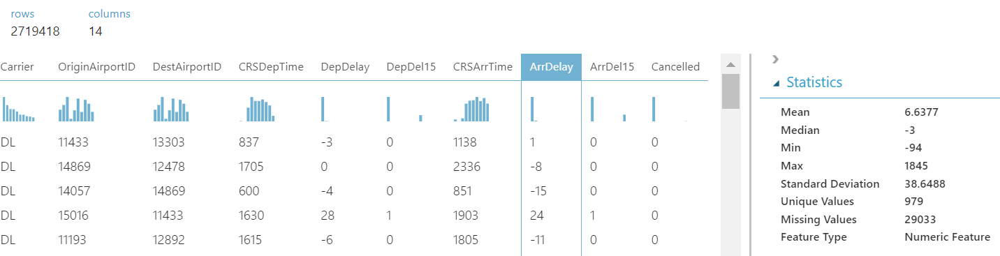 rows columns
2719418 14
Carrier OriginAirportID DestAirportID CRSDepTime DepDelay DepDel15 CRSArrTime ArrDelay ArrDel15 Cancelled
DL 11433 13303 837 -3 0 1138 1 0 0
DL 14869 12478 1705 0 0 2336 -8 0 0
DL 14057 14869 600 -4 0 851 -15 0 0
DL 15016 11433 1630 28 1 1903 24 1 0
DL 11193 12892 1615 -6 0 1805 -11 0 0
Statistics
Mean 6.6377
Median -3
Min -94
Max 1845
Standard Deviation 38.6488
Unique Values 979
Missing Values 29033
Feature Type Numeric Feature